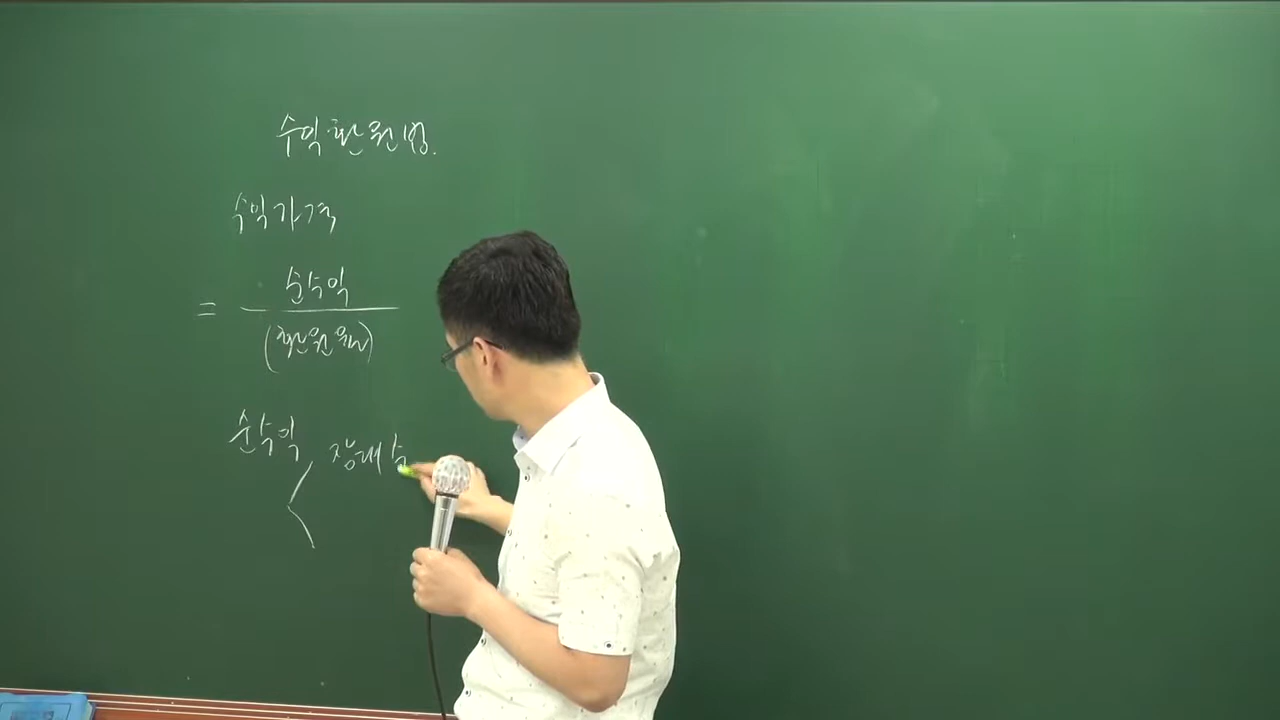 수익환원법.
수익가격
= 순수익
(환원율)
순수익
장래수